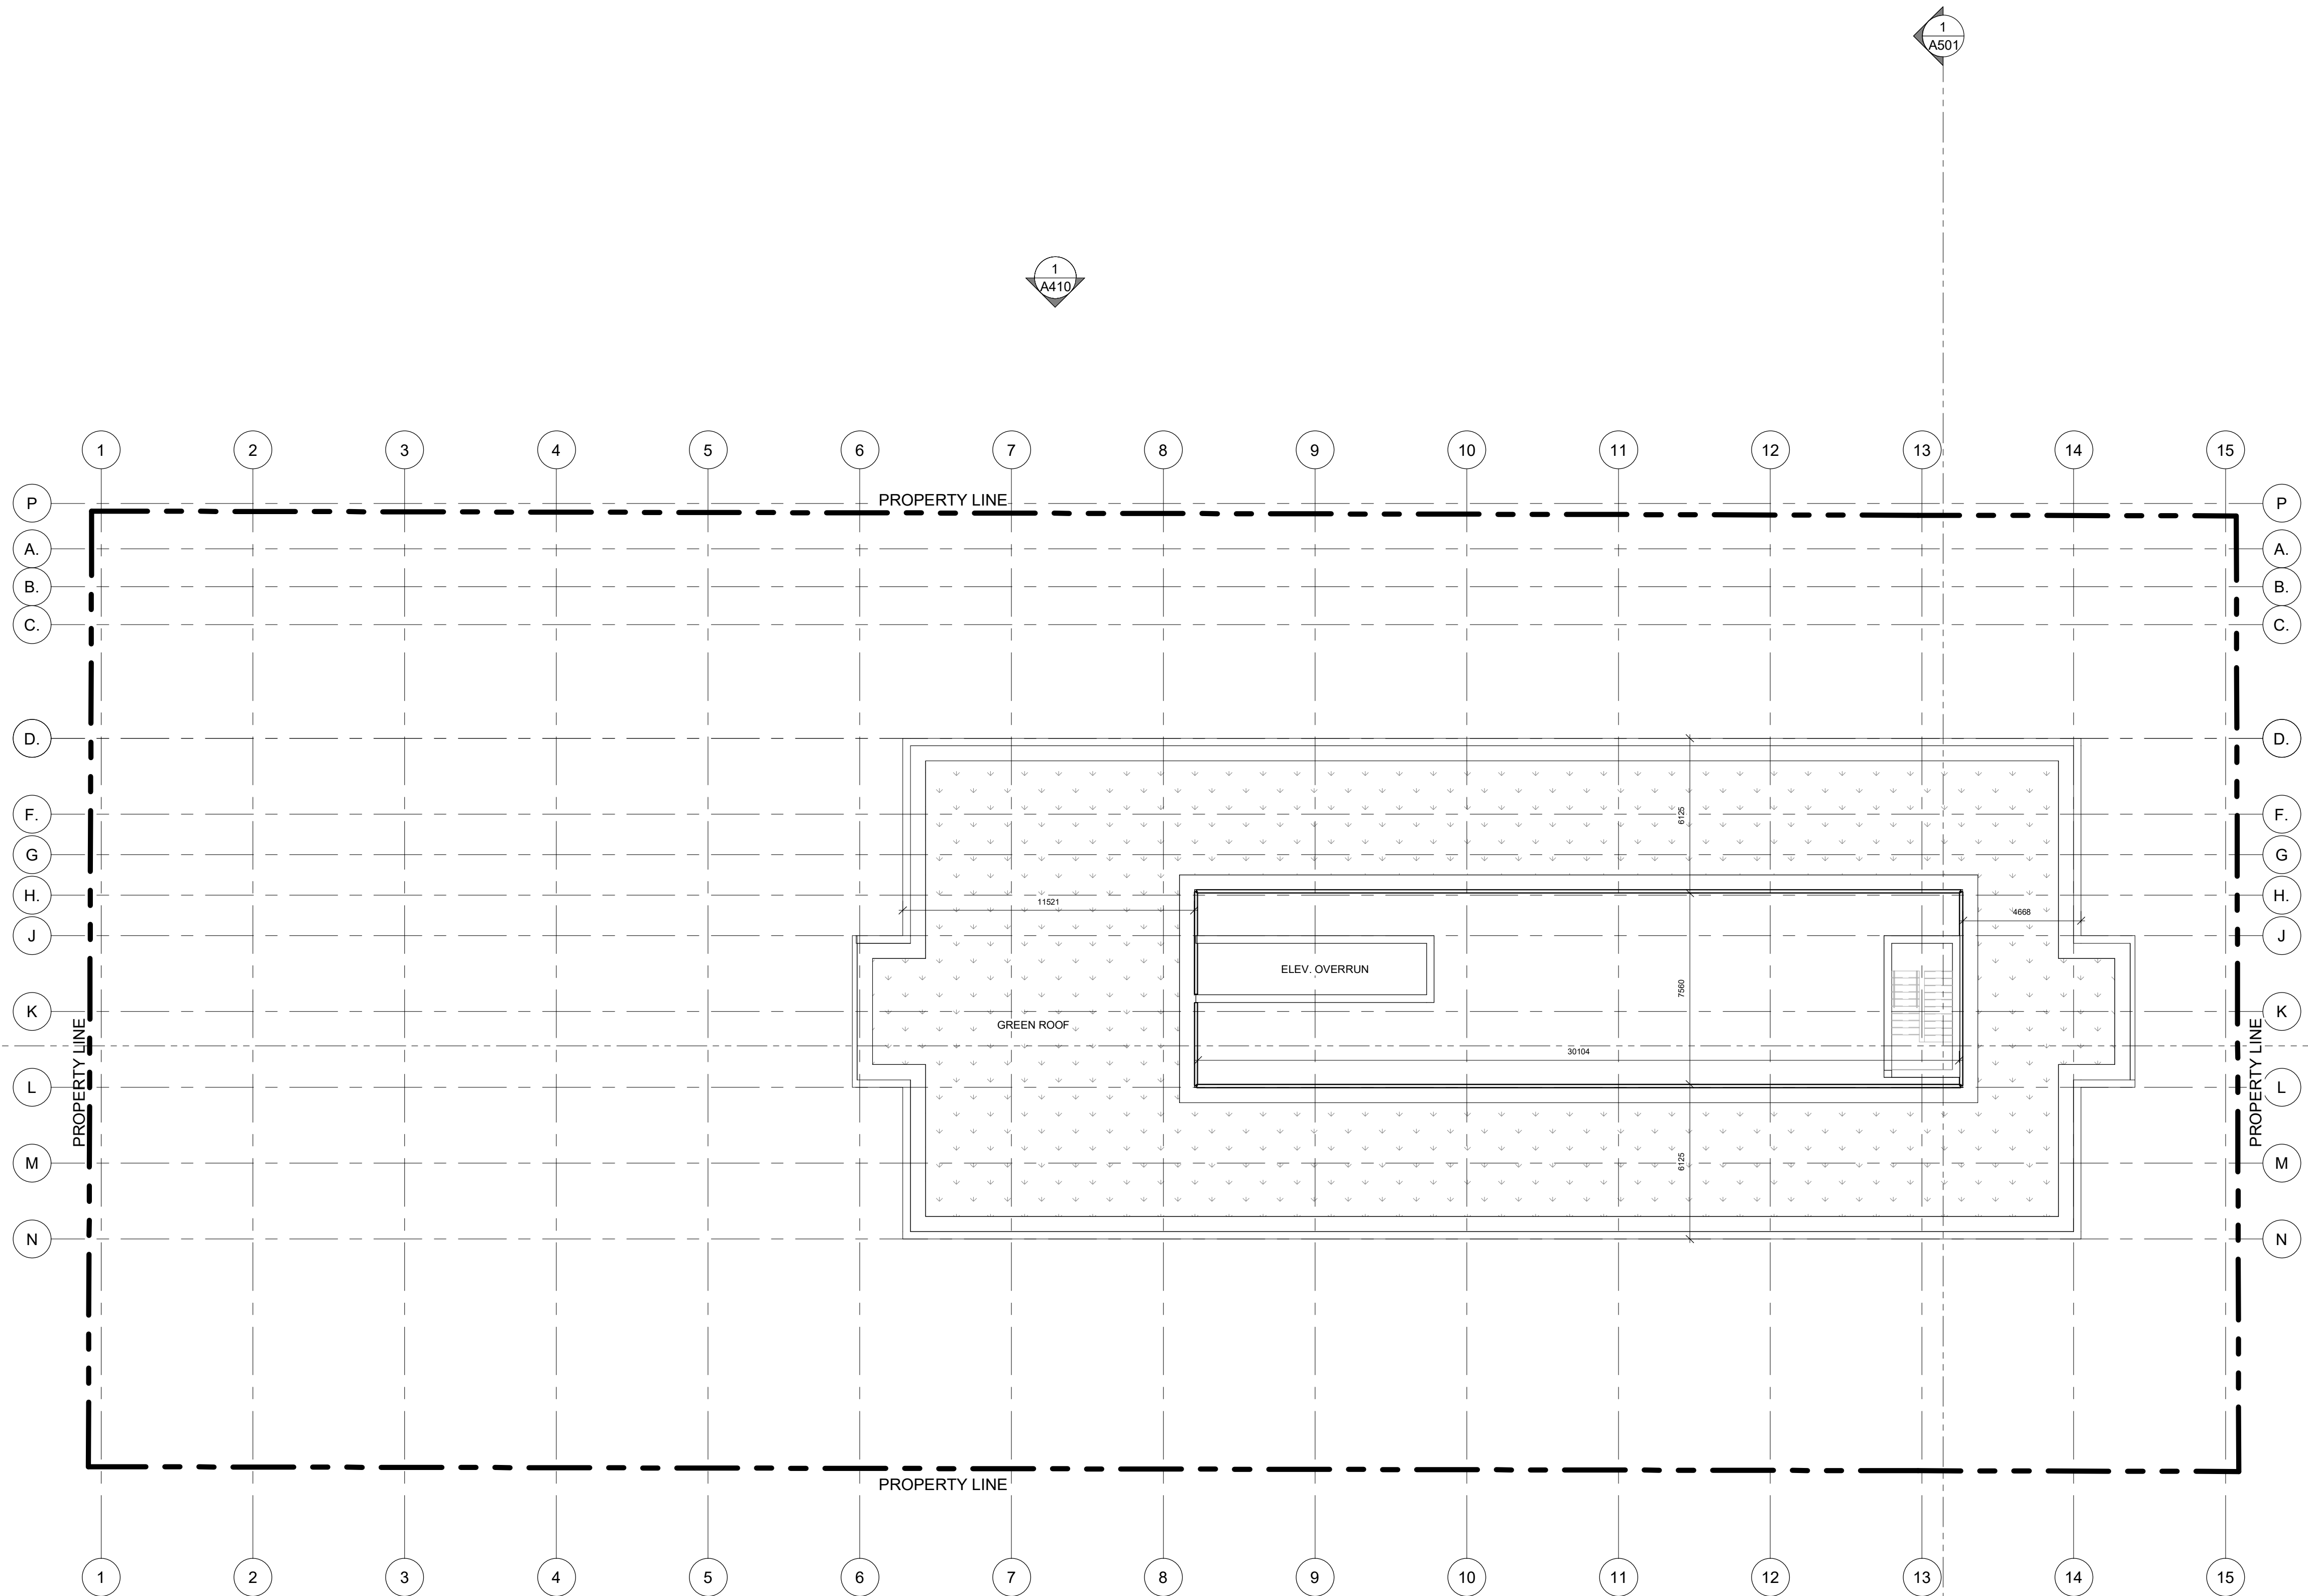 1
A501
1
A410
1 2 3 4 5 6 7 8 9 10 11 12 13 14 15
P PROPERTY LINE P
A. A.
B. B.
C. C.
D. D.
F. 6125 F.
G G
H. 11521 4668 H.
J J
ELEV. OVERRUN
K 7560 K
GREEN ROOF
PROPERTY LINE 30104 PROPERTY LINE
L L
M 6125 M
N N
PROPERTY LINE
1 2 3 4 5 6 7 8 9 10 11 12 13 14 15